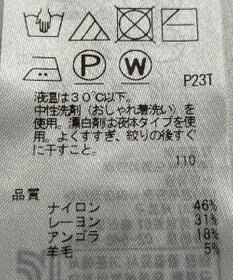 P W
P23T
液温は30℃以下、
中性洗剤(おしゃれ着洗い)を
使用。漂白剤は液体タイプを使
用。よくすすぎ、絞りの後すぐ
に干すこと。
110
品質
ナイロン 46%
レーヨン 31%
アンゴラ 18%
羊毛 5%